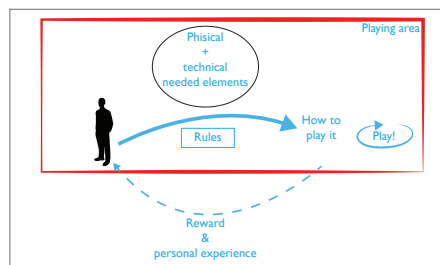 Playing area
Phisical
+
technical
needed elements
How to
play it
Rules
Play!
Reward
&
personal experience